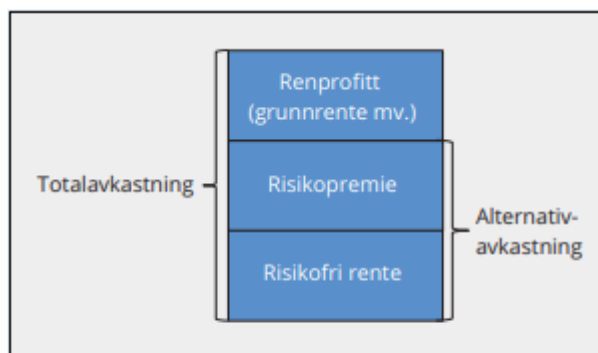 Renprofitt
(grunnrente mv.)
Totalavkastning
Risikopremie
Alternativ-
avkastning
Risikofri rente